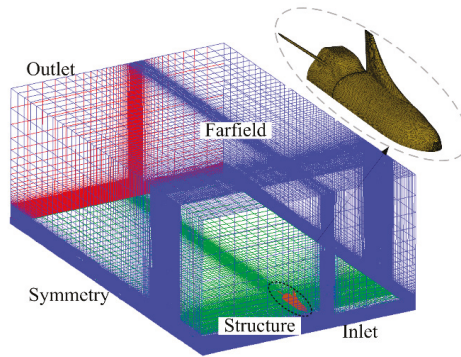 Outlet
Farfield
Symmetry
Structure
Inlet